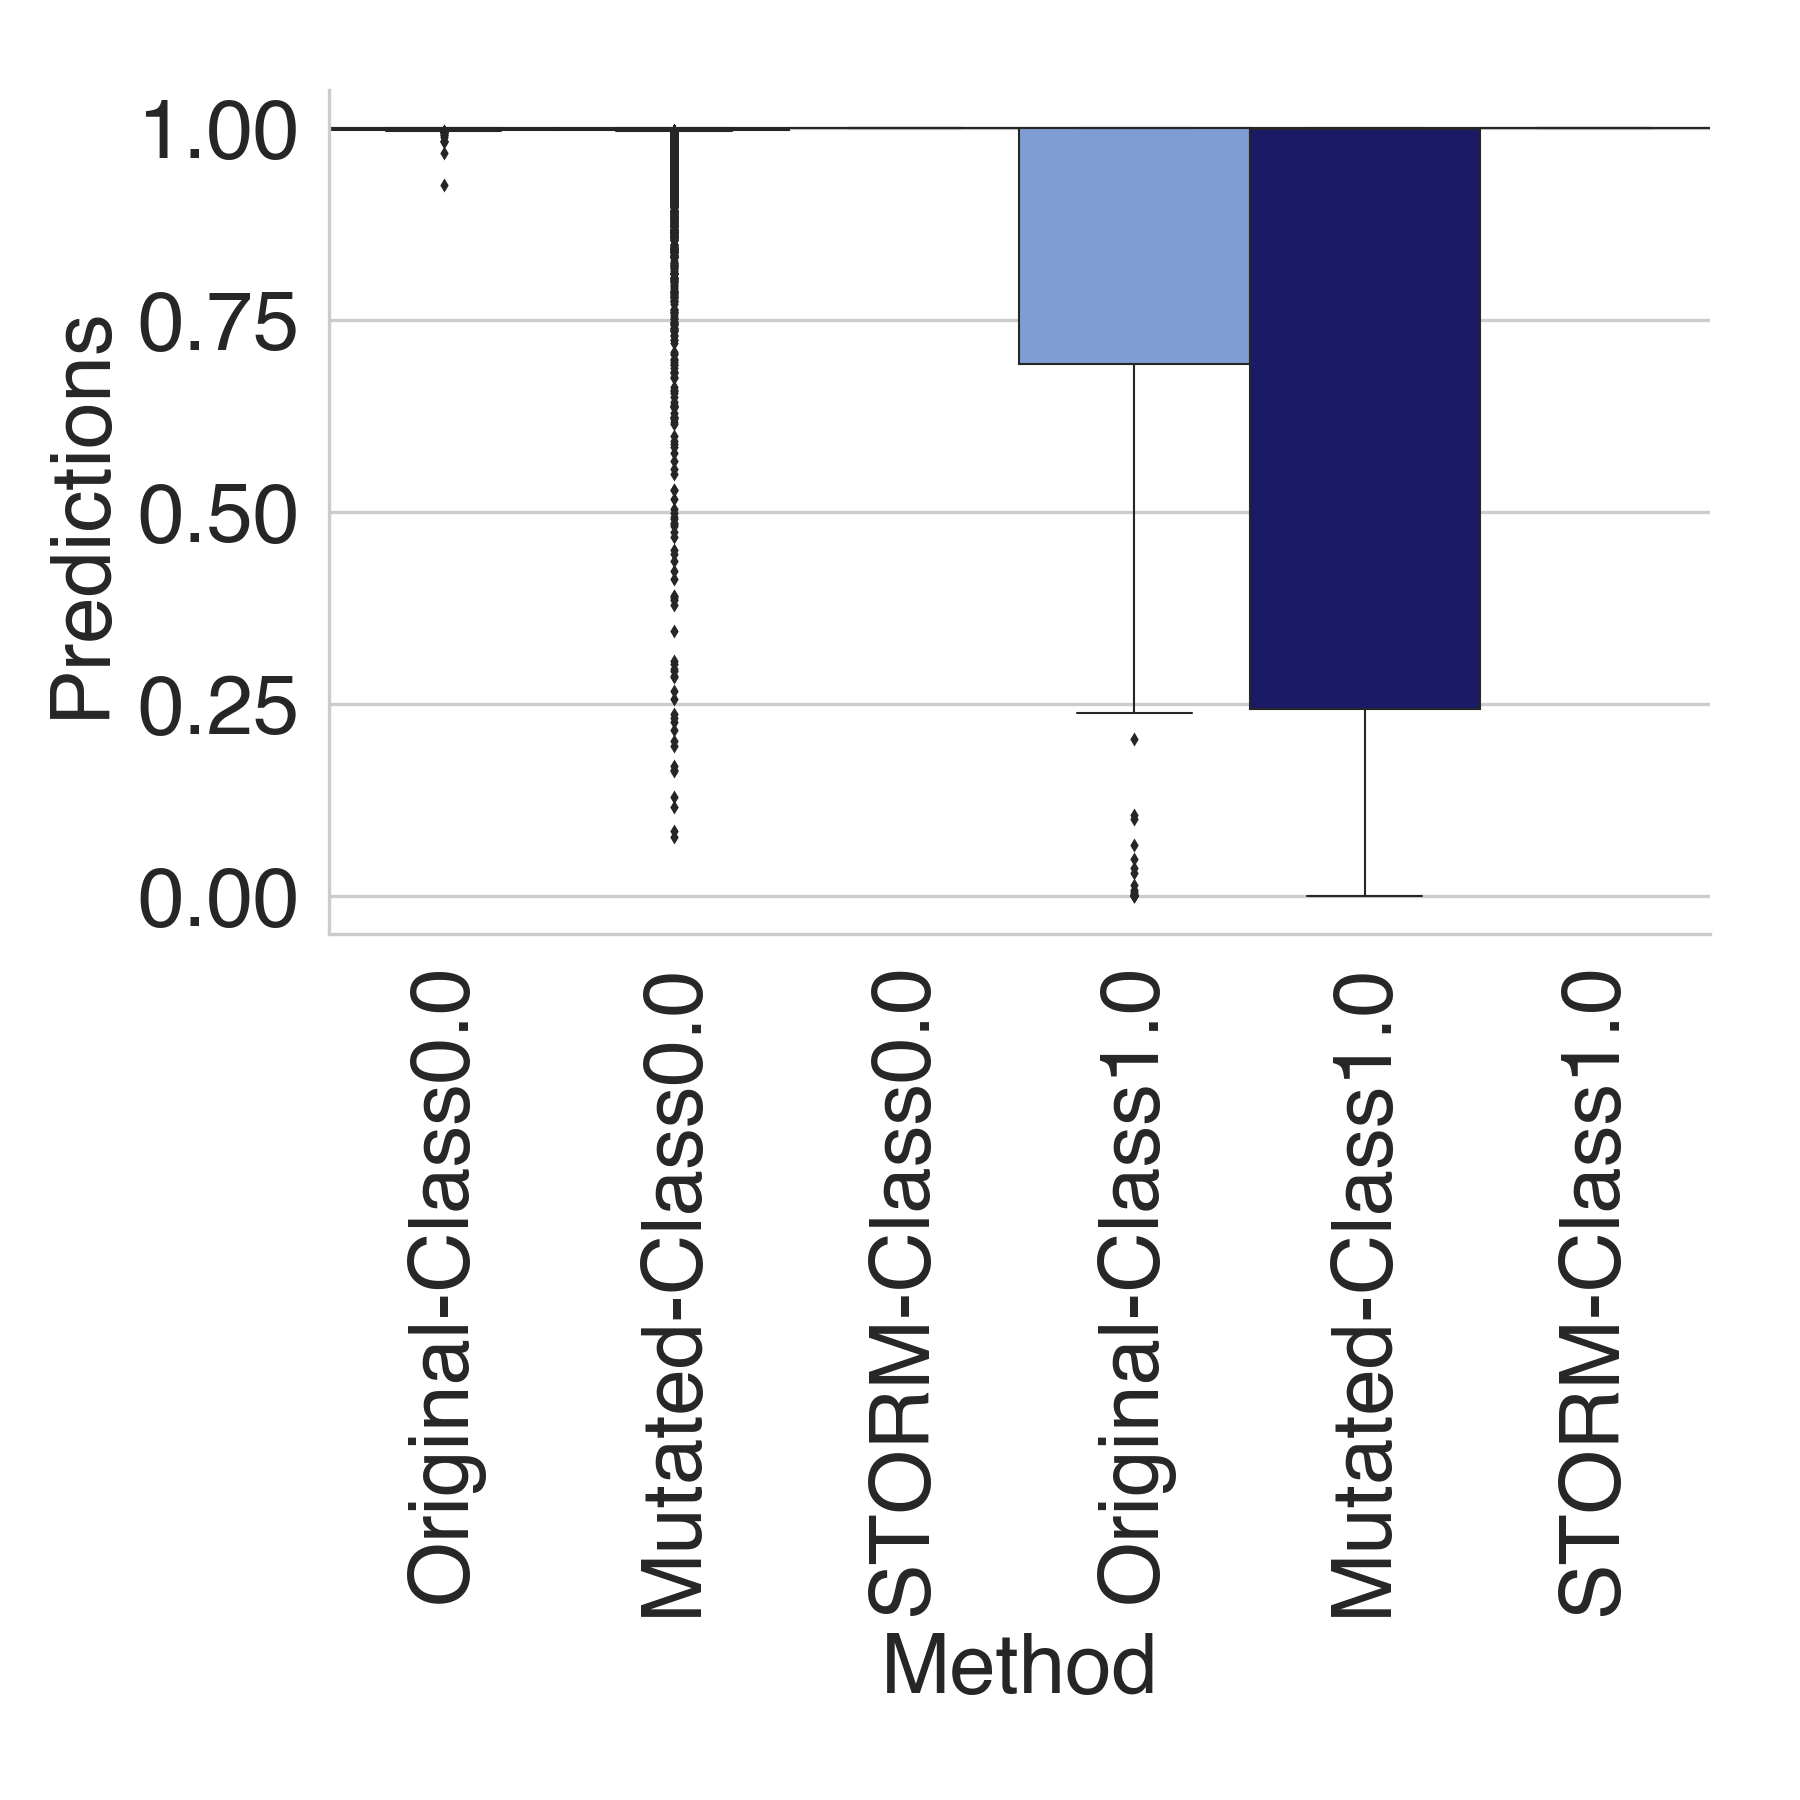 1.00
0.75
0.50
0.25
0.00
Predictions
Original-Class0.0
Mutated-Class0.0
STORM-Class0.0
Original-Class1.0
Mutated-Class1.0
STORM-Class1.0
Method